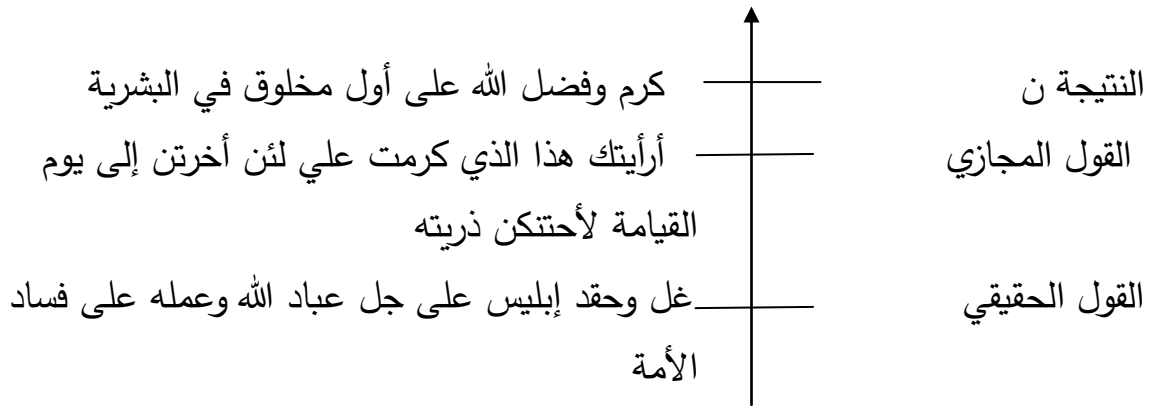 النتيجة ن كرم وفضل الله على أول مخلوق في البشرية
القول المجازي أرأيتك هذا الذي كرمت علي لئن أخرتن إلى يوم
القيامة لأحتنكن ذريته
القول الحقيقي غل وحقد إبليس على جل عباد الله وعمله على فساد
الأمة